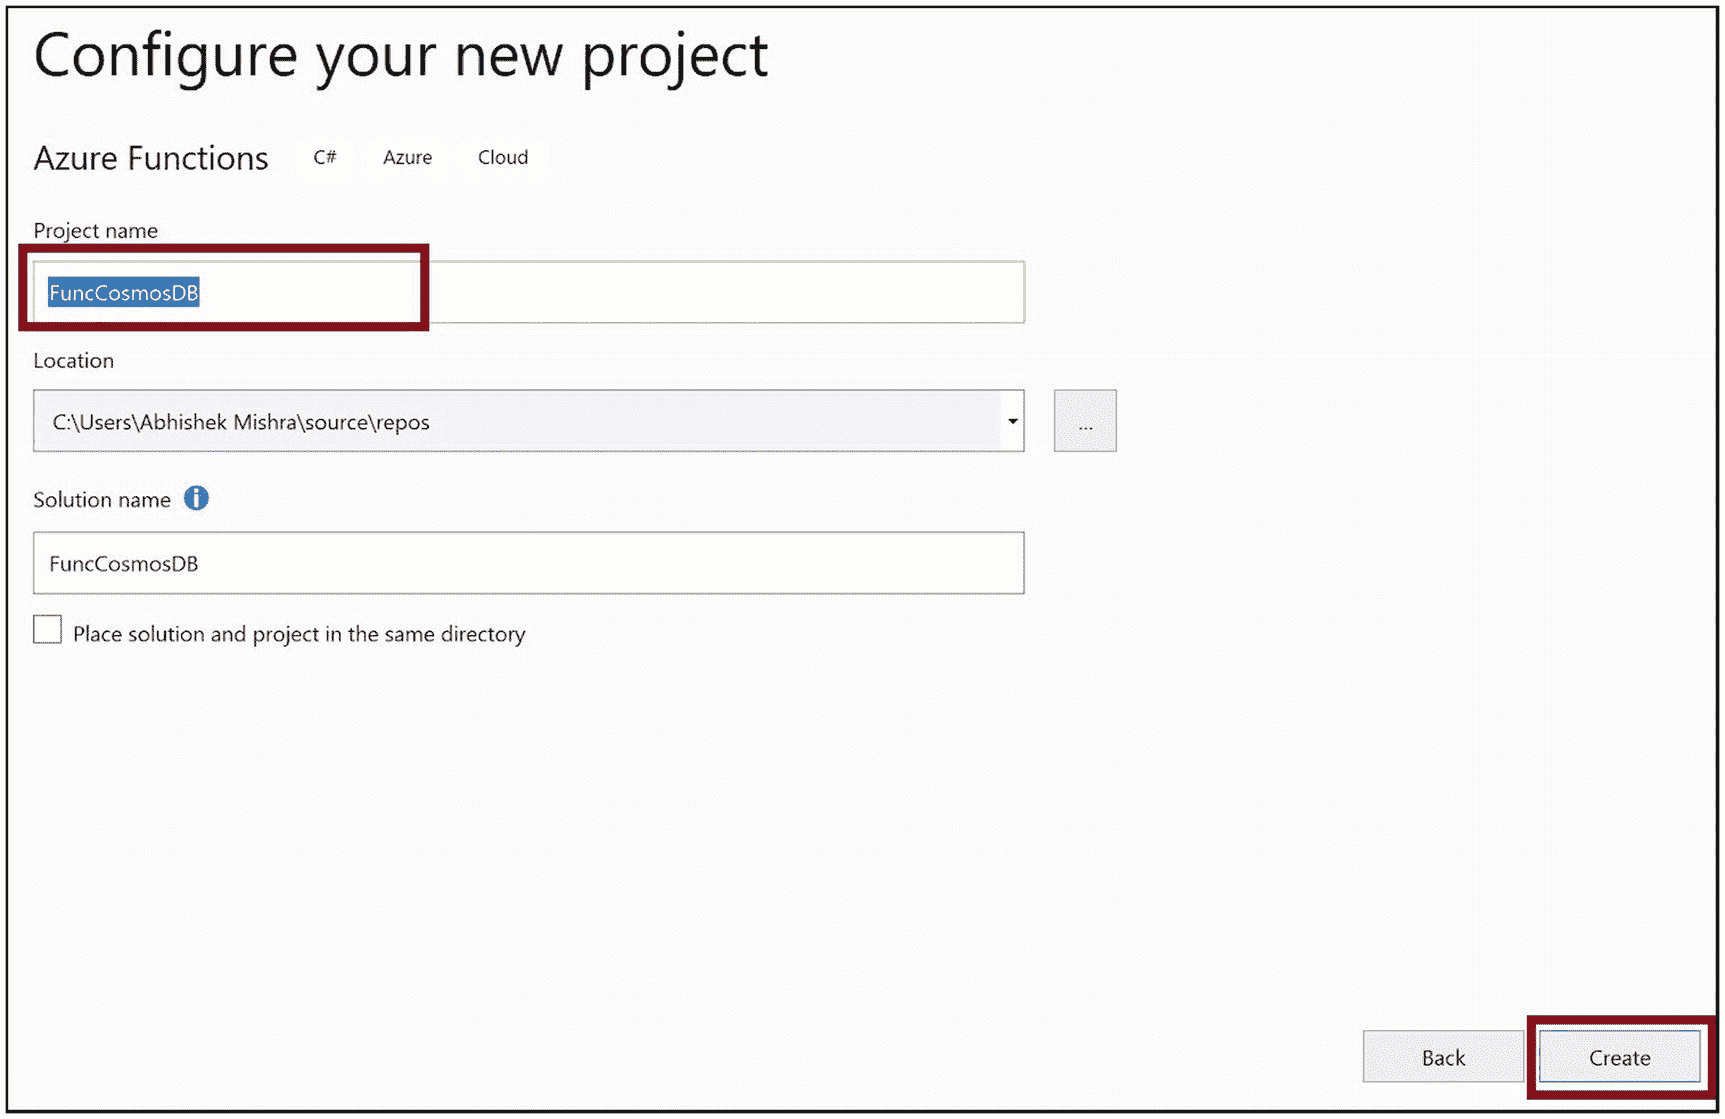 Configure your new project
Azure Functions C# Azure Cloud
Project name
FuncCosmosDB
Location
C:\Users\Abhishek Mishra\source\repos
...
Solution name i
FuncCosmosDB
Place solution and project in the same directory
Back Create